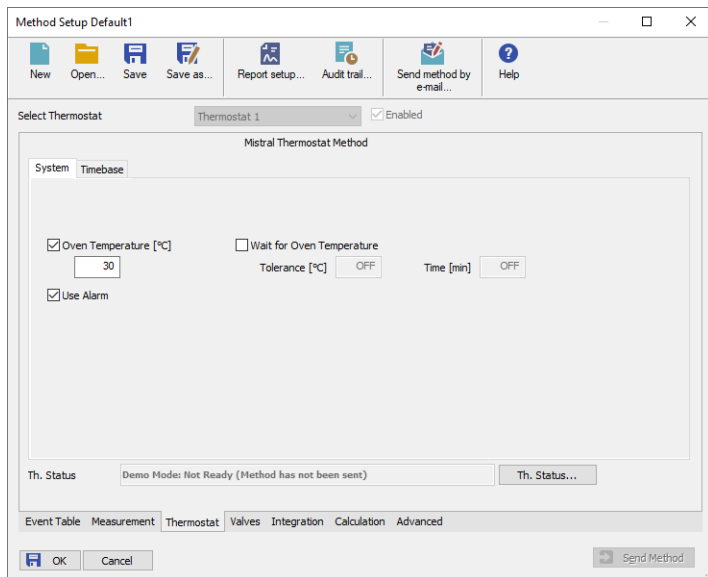 Method Setup Default1
New Open... Save Save as... Report setup... Audit trail... Send method by e-mail... Help
Select Thermostat Thermostat 1 Enabled
Mistral Thermostat Method
System Timebase
Oven Temperature [°C] Wait for Oven Temperature
30 Tolerance [°C] OFF Time [min] OFF
Use Alarm
Th. Status Demo Mode: Not Ready (Method has not been sent) Th. Status...
Event Table Measurement Thermostat Valves Integration Calculation Advanced
OK Cancel Send Method